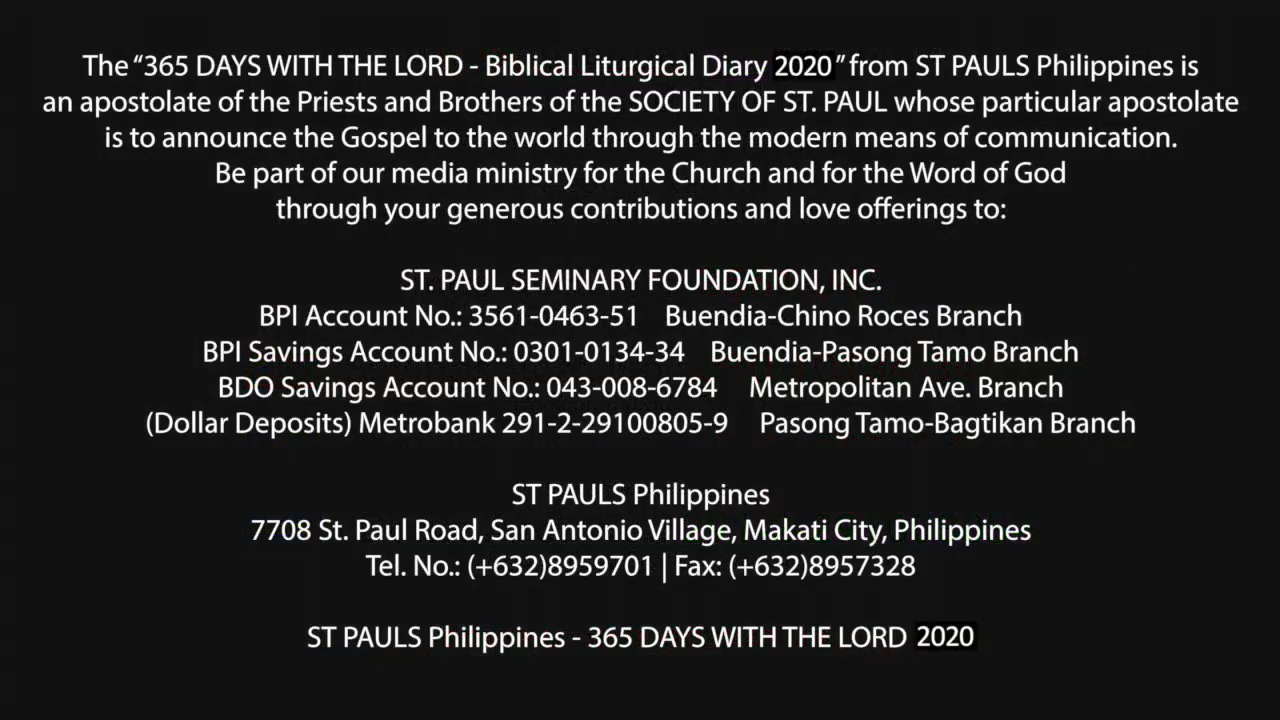 The “365 DAYS WITH THE LORD - Biblical Liturgical Diary 2020” from ST PAULS Philippines is
an apostolate of the Priests and Brothers of the SOCIETY OF ST. PAUL whose particular apostolate
is to announce the Gospel to the world through the modern means of communication.
Be part of our media ministry for the Church and for the Word of God
through your generous contributions and love offerings to:
ST. PAUL SEMINARY FOUNDATION, INC.
BPI Account No.: 3561-0463-51 Buendia-Chino Roces Branch
BPI Savings Account No.: 0301-0134-34 Buendia-Pasong Tamo Branch
BDO Savings Account No.: 043-008-6784 Metropolitan Ave. Branch
(Dollar Deposits) Metrobank 291-2-29100805-9 Pasong Tamo-Bagtikan Branch
ST PAULS Philippines
7708 St. Paul Road, San Antonio Village, Makati City, Philippines
Tel. No.: (+632)8959701 | Fax: (+632)8957328
ST PAULS Philippines - 365 DAYS WITH THE LORD 2020